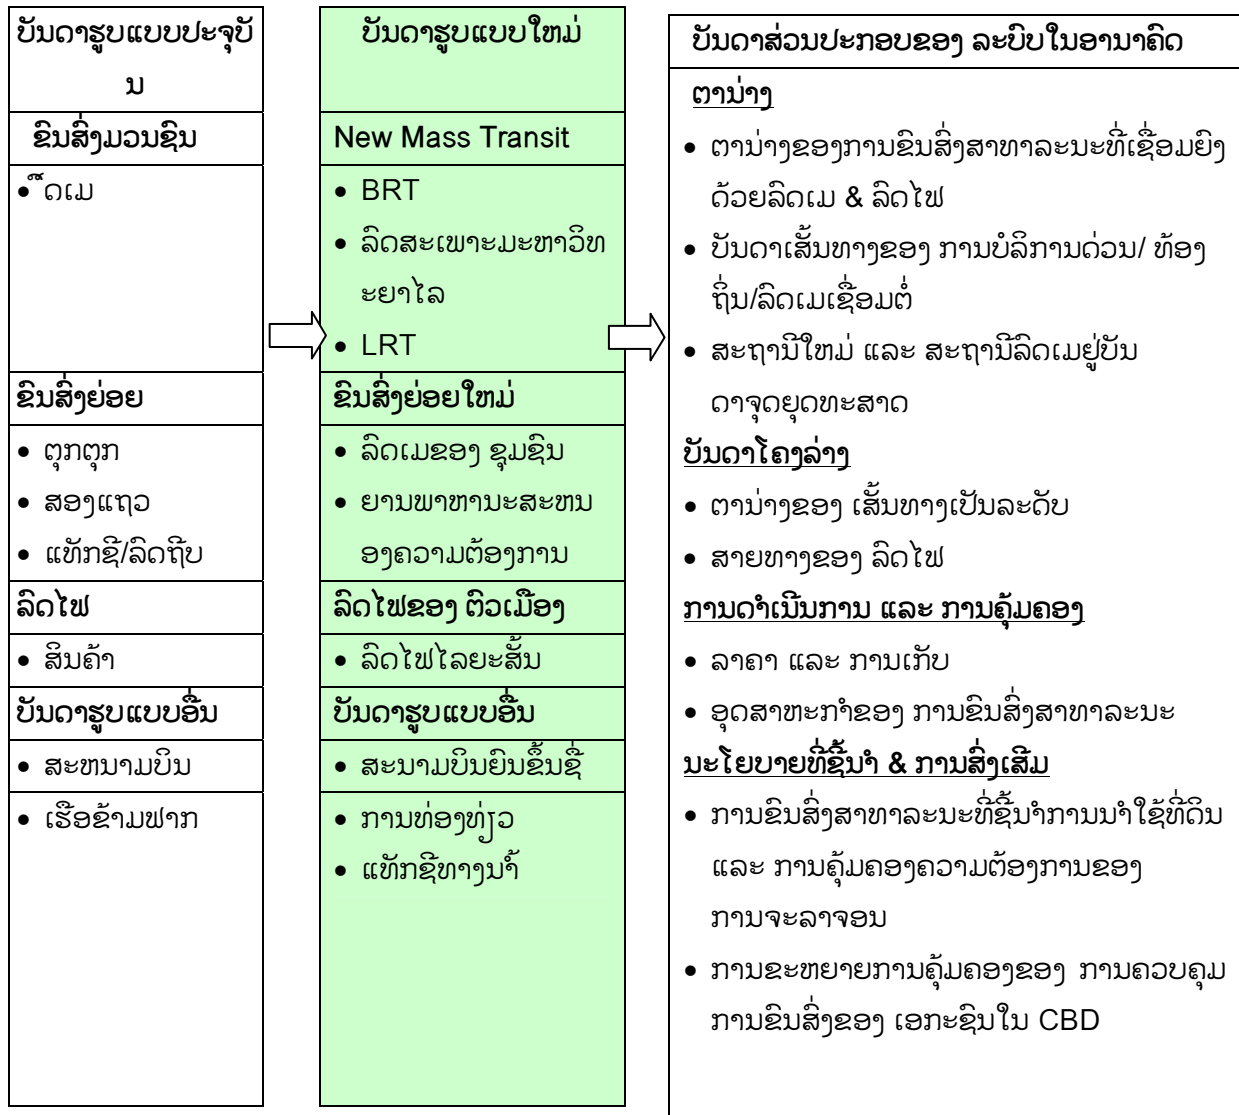 ບັນດາຮູບແບບປະຈຸບັ
ນ
ຂົນສົ່ງມວນຊົນ
• ດເມ
ຂົນສົ່ງຍ່ອຍ
• ຕຸກຕຸກ
• ສອງແຖວ
• ແທັກຊີ/ລົດຖີບ
ລົດໄຟ
• ສິນຄ້າ
ບັນດາຮູບແບບອື່ນ
• ສະຫນາມບິນ
• ເຮືອຂ້າມຟາກ
ບັນດາຮູບແບບໃຫມ່
New Mass Transit
• BRT
• ລົດສະເພາະມະຫາວິທ
ະຍາໄລ
• LRT
ຂົນສົ່ງຍ່ອຍໃຫມ່
• ລົດເມຂອງ ຊຸມຊົນ
• ຍານພາຫານະສະຫນ
ອງຄວາມຕ້ອງການ
ລົດໄຟຂອງ ຕົວເມືອງ
• ລົດໄຟໄລຍະສັ້ນ
ບັນດາຮູບແບບອື່ນ
• ສະນາມບິນຍົນຂຶ້ນຊື່
• ການທ່ອງທ່ຽວ
• ແທັກຊີທາງນໍ້າ
ບັນດາສ່ວນປະກອບຂອງ ລະບົບໃນອານາຄົດ
ຕານ່າງ
• ຕານ່າງຂອງການຂົນສົ່ງສາທາລະນະທີ່ເຊື່ອມຍົງ
ດ້ວຍລົດເມ & ລົດໄຟ
• ບັນດາເສັ້ນທາງຂອງ ການບໍລິການດ່ວນ/ ທ້ອງ
ຖິ່ນ/ລົດເມເຊື່ອມຕໍ່
• ສະຖານີໃຫມ່ ແລະ ສະຖານີລົດເມຢູ່ບັນ
ດາຈຸດຍຸດທະສາດ
ບັນດາໂຄງລ່າງ
• ຕານ່າງຂອງ ເສັ້ນທາງເປັນລະດັບ
• ສາຍທາງຂອງ ລົດໄຟ
ການດຳເນີນການ ແລະ ການຄຸ້ມຄອງ
• ລາຄາ ແລະ ການເກັບ
• ອຸດສາຫະກຳຂອງ ການຂົນສົ່ງສາທາລະນະ
ນະໂຍບາຍທີ່ຊີ້ນຳ & ການສົ່ງເສີມ
• ການຂົນສົ່ງສາທາລະນະທີ່ຊີ້ນຳການນຳໃຊ້ທີ່ດິນ
ແລະ ການຄຸ້ມຄອງຄວາມຕ້ອງການຂອງ
ການຈະລາຈອນ
• ການຂະຫຍາຍການຄຸ້ມຄອງຂອງ ການຄວບຄຸມ
ການຂົນສົ່ງຂອງ ເອກະຊົນໃນ CBD